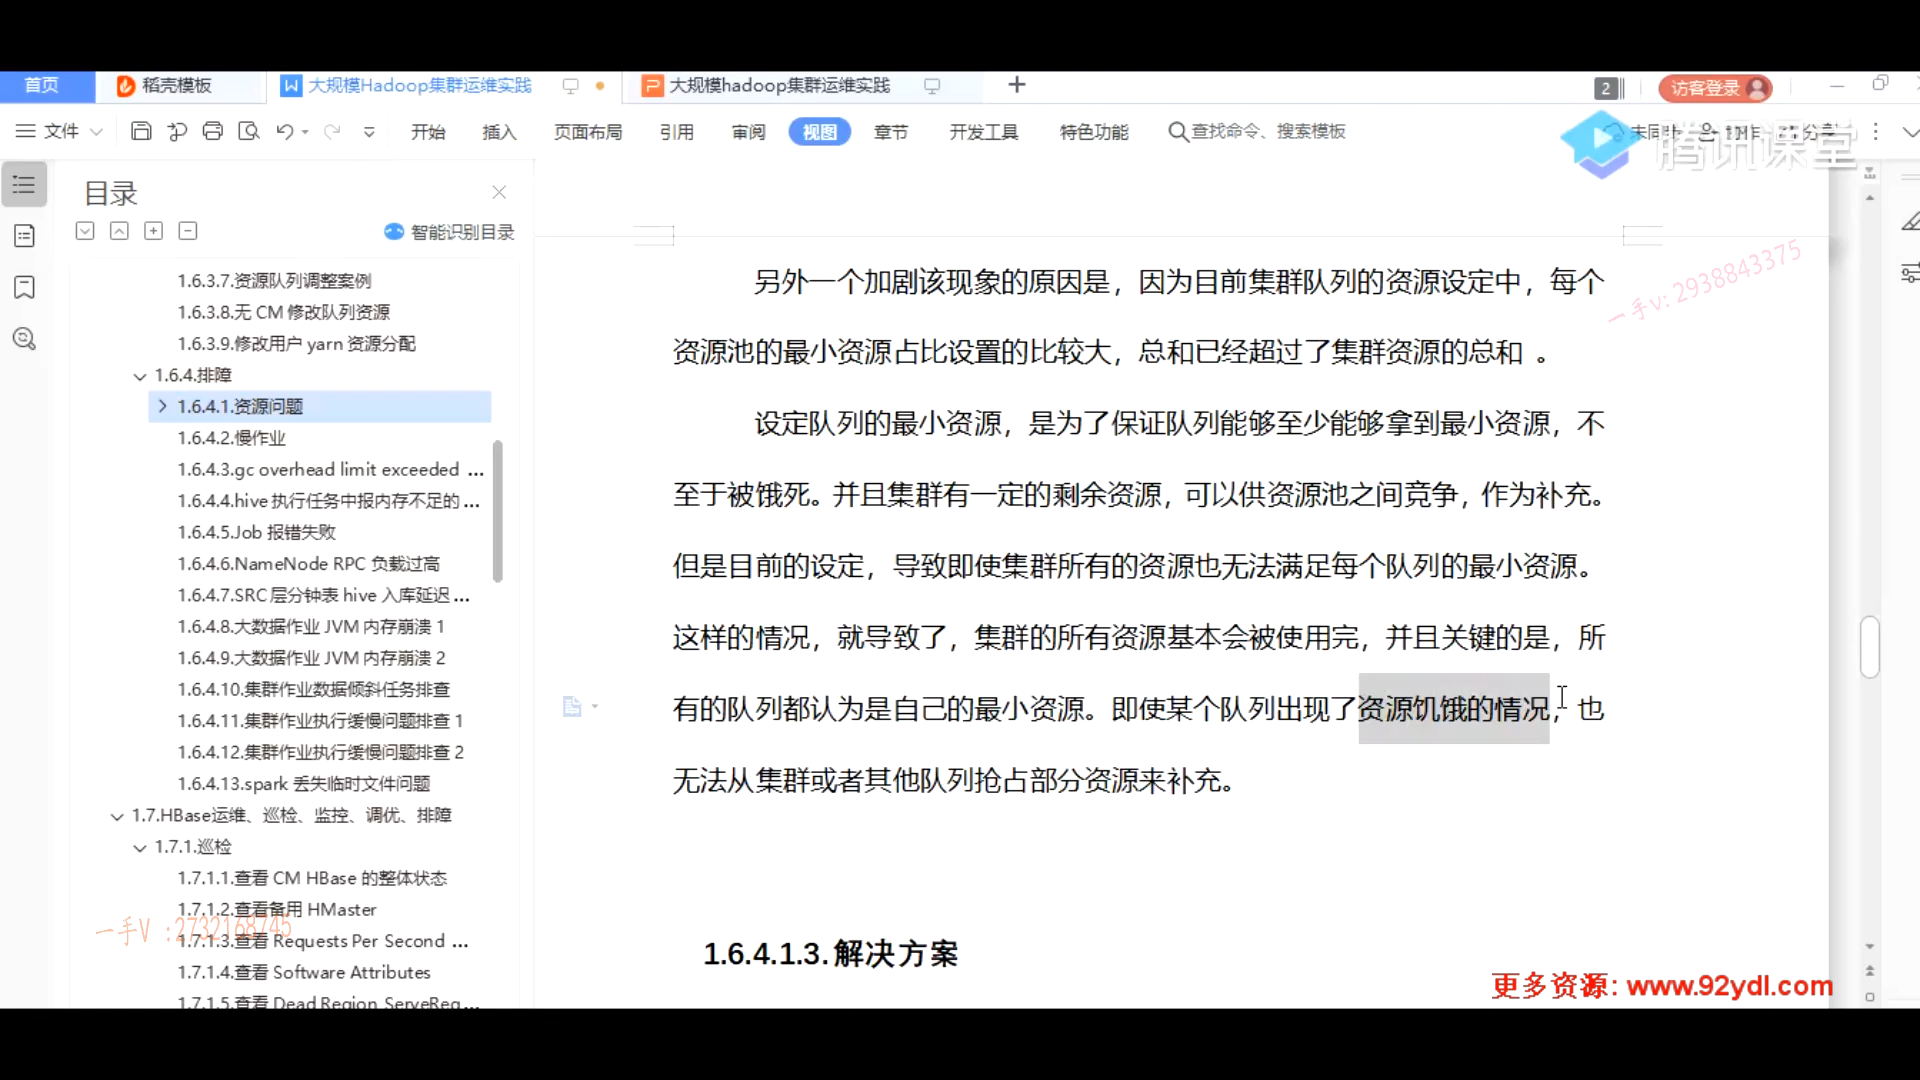 首页
稻壳模板
大规模Hadoop集群运维实践
大规模hadoop集群运维实践
2
访客登录
文件
开始
插入
页面布局
引用
审阅
视图
章节
开发工具
特色功能
查找命令、搜索模板
腾讯课堂
目录
智能识别目录
1.6.3.7.资源队列调整案例
1.6.3.8.无 CM 修改队列资源
1.6.3.9.修改用户 yarn 资源分配
1.6.4.排障
1.6.4.1.资源问题
1.6.4.2.慢作业
1.6.4.3.gc overhead limit exceeded ...
1.6.4.4.hive 执行任务中报内存不足的 ...
1.6.4.5.Job 报错失败
1.6.4.6.NameNode RPC 负载过高
1.6.4.7.SRC 层分钟表 hive 入库延迟 ...
1.6.4.8.大数据作业 JVM 内存崩溃 1
1.6.4.9.大数据作业 JVM 内存崩溃 2
1.6.4.10.集群作业数据倾斜任务排查
1.6.4.11.集群作业执行缓慢问题排查 1
1.6.4.12.集群作业执行缓慢问题排查 2
1.6.4.13.spark 丢失临时文件问题
1.7.HBase运维、巡检、监控、调优、排障
1.7.1.巡检
1.7.1.1.查看 CM HBase 的整体状态
1.7.1.2.查看备用 HMaster
1.7.1.3.查看 Requests Per Second ...
1.7.1.4.查看 Software Attributes
1.7.1.5.查看 Dead Region ServeReq...
一手V :2732168745
一手v: 2938843375
另外一个加剧该现象的原因是，因为目前集群队列的资源设定中，每个
资源池的最小资源占比设置的比较大，总和已经超过了集群资源的总和 。
设定队列的最小资源，是为了保证队列能够至少能够拿到最小资源，不
至于被饿死。并且集群有一定的剩余资源，可以供资源池之间竞争，作为补充。
但是目前的设定，导致即使集群所有的资源也无法满足每个队列的最小资源。
这样的情况，就导致了，集群的所有资源基本会被使用完，并且关键的是，所
有的队列都认为是自己的最小资源。即使某个队列出现了资源饥饿的情况，也
无法从集群或者其他队列抢占部分资源来补充。
1.6.4.1.3. 解决方案
更多资源: www.92ydl.com